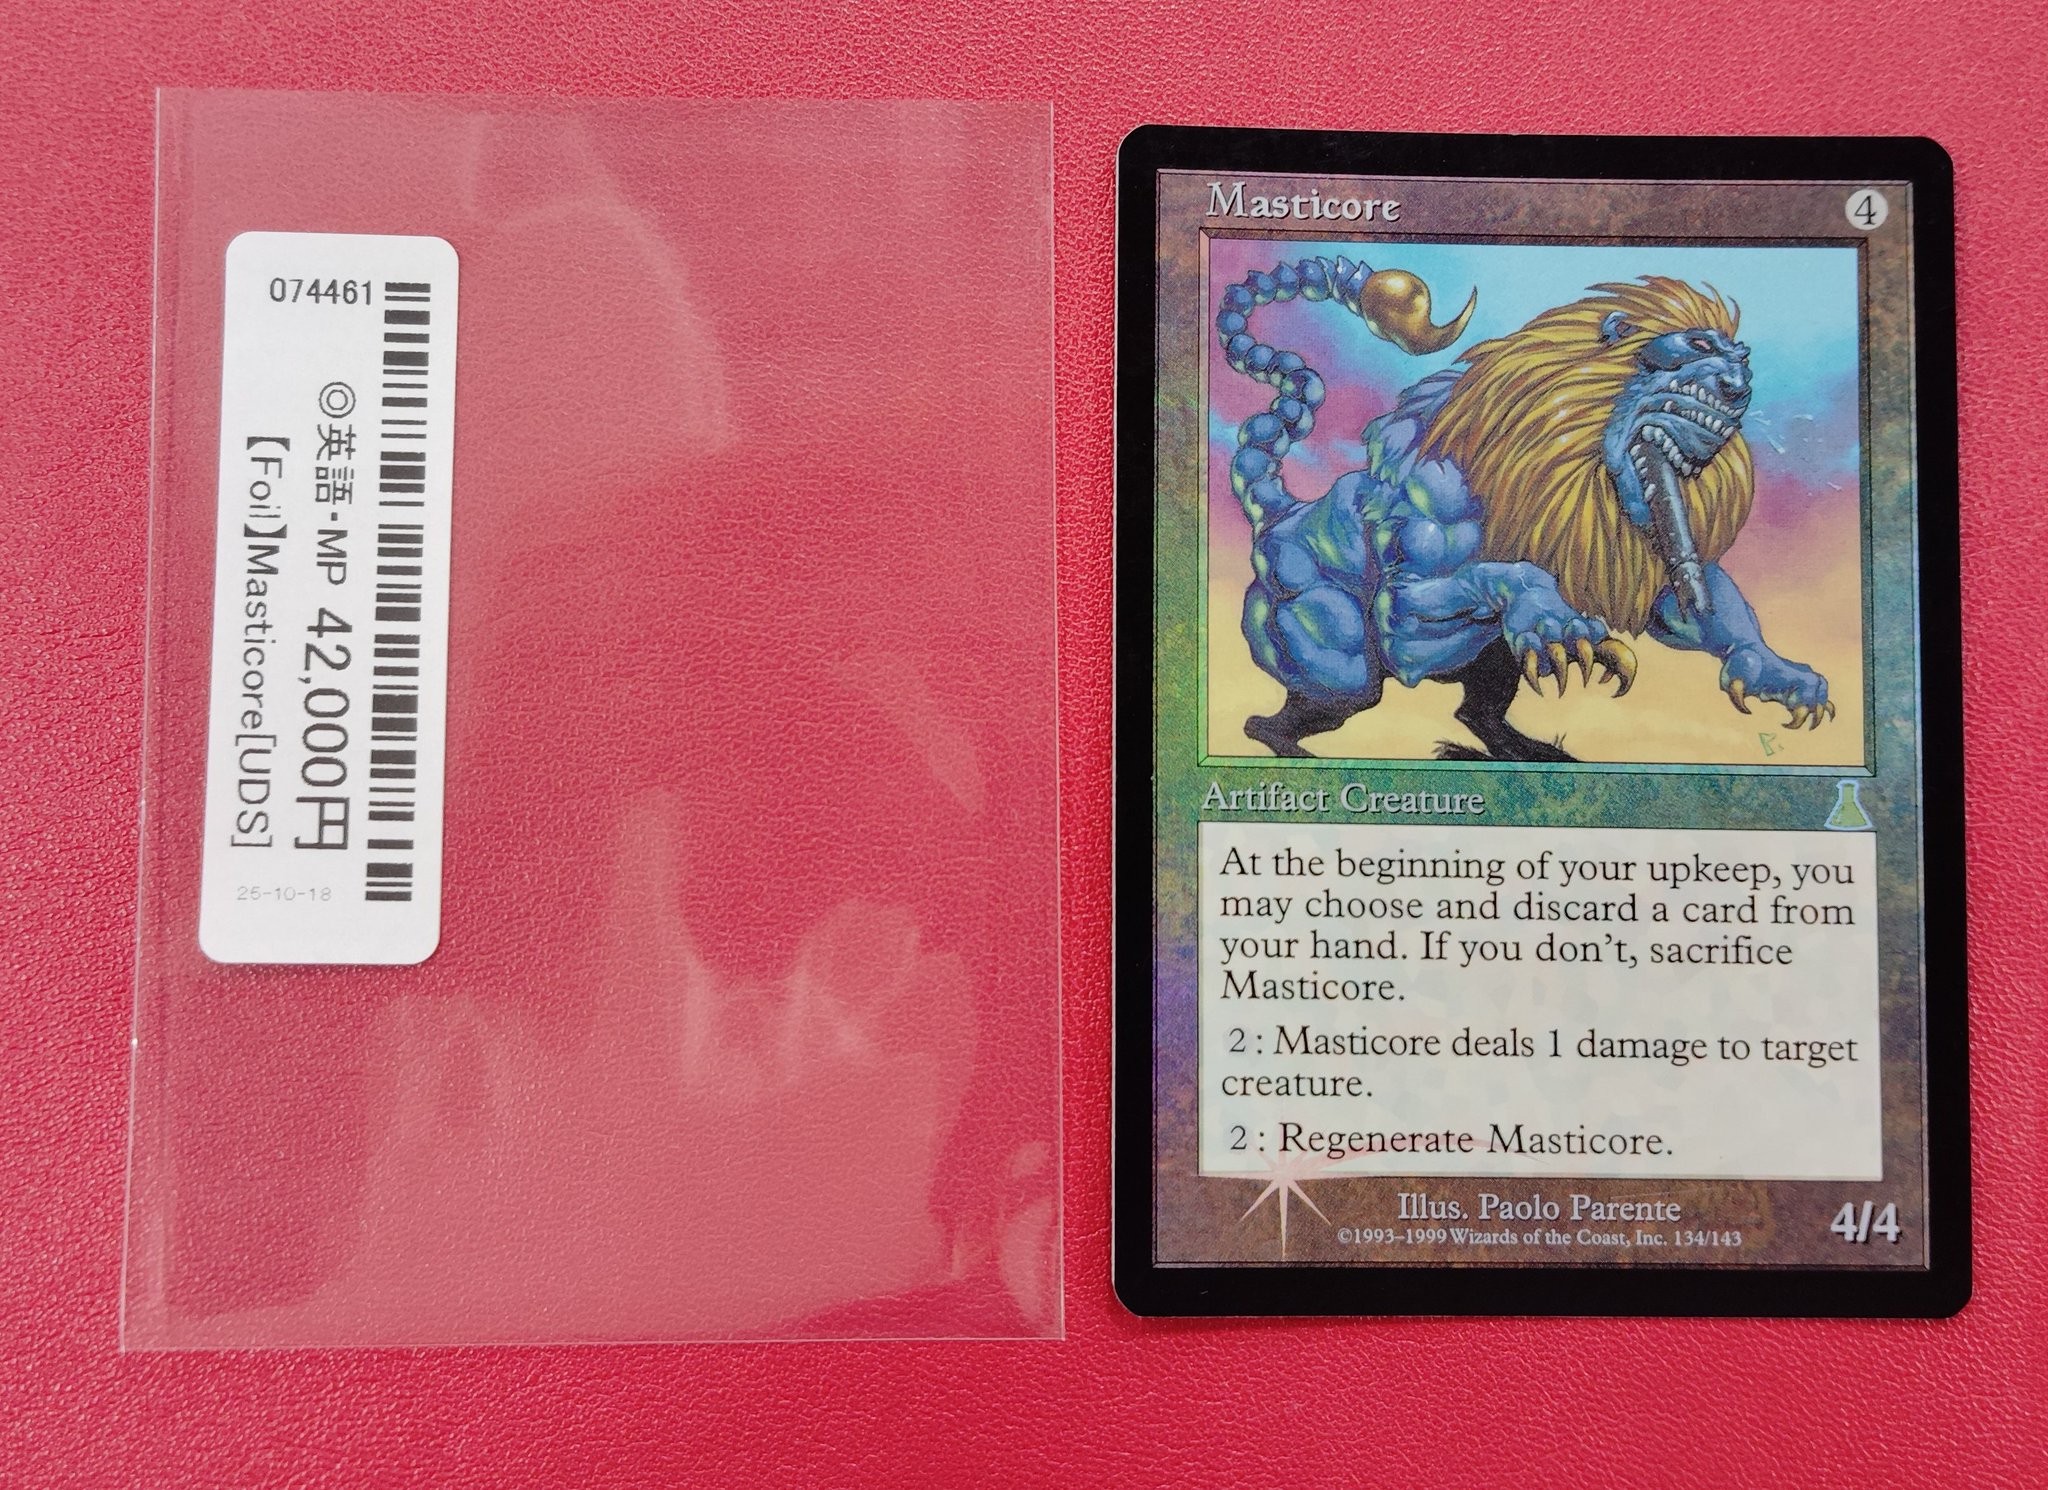 074461
◎英語-MP 42,000円
【Foil】Masticore[UDS]
25-10-18
Masticore 4
Artifact Creature
At the beginning of your upkeep, you
may choose and discard a card from
your hand. If you don't, sacrifice
Masticore.
2: Masticore deals 1 damage to target
creature.
2: Regenerate Masticore.
Illus. Paolo Parente
©1993–1999 Wizards of the Coast, Inc. 134/143
4/4